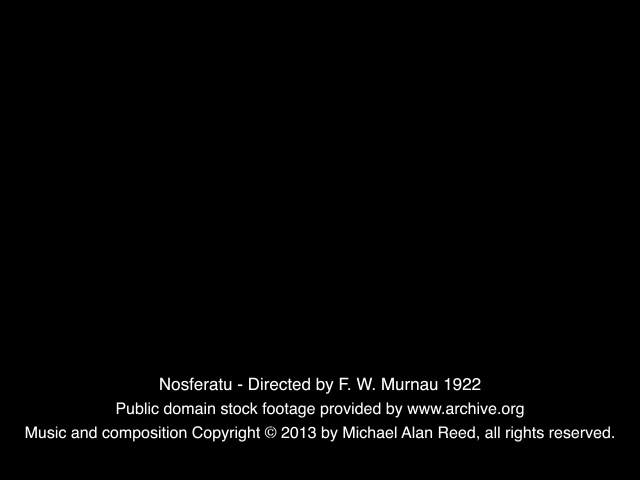 Nosferatu - Directed by F. W. Murnau 1922
Public domain stock footage provided by www.archive.org
Music and composition Copyright © 2013 by Michael Alan Reed, all rights reserved.